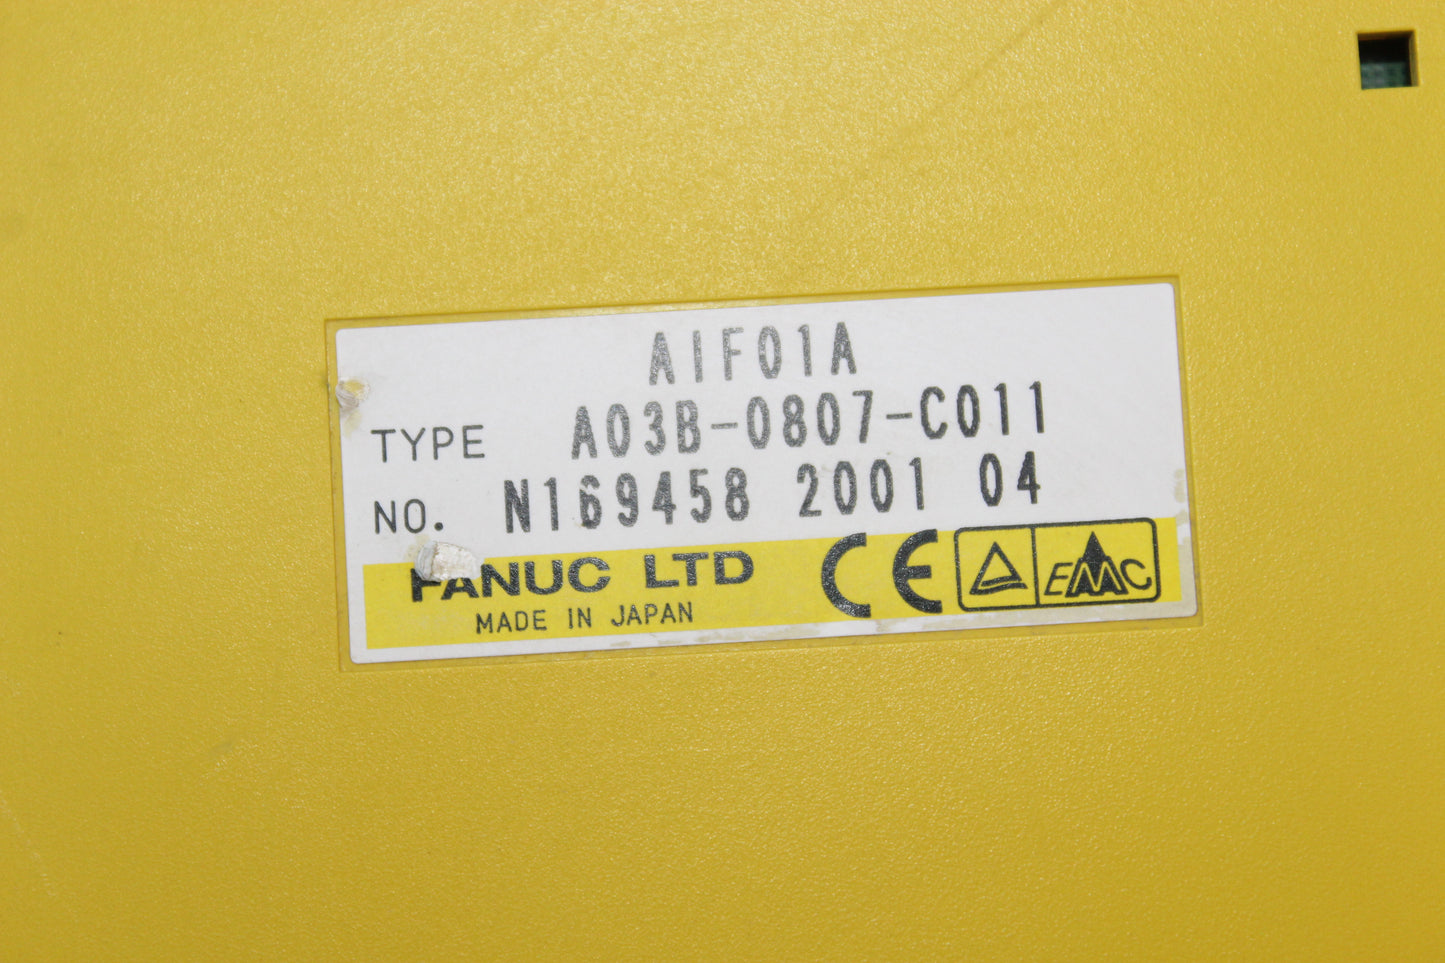 AIF01A
TYPE A03B-0807-C011
NO. N169458 2001 04
FANUC LTD CE EMC
MADE IN JAPAN